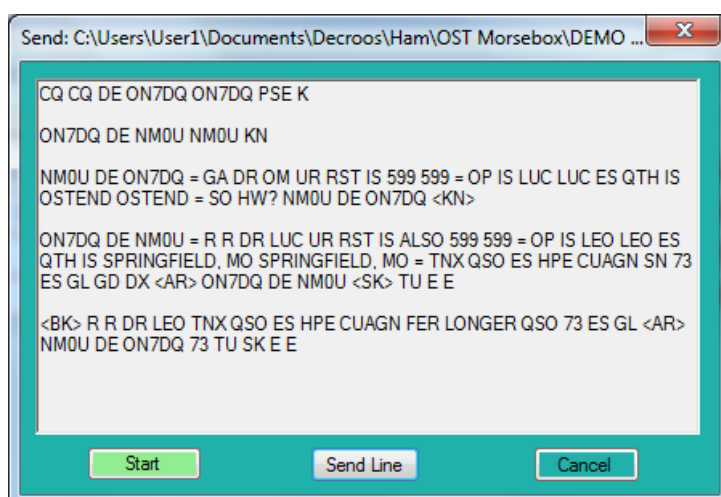 Send: C:\Users\User1\Documents\Decroos\Ham\OST Morsebox\DEMO ...
CQ CQ DE ON7DQ ON7DQ PSE K
ON7DQ DE NM0U NM0U KN
NM0U DE ON7DQ = GA DR OM UR RST IS 599 599 = OP IS LUC LUC ES QTH IS
OSTEND OSTEND = SO HW? NM0U DE ON7DQ <KN>
ON7DQ DE NM0U = R R DR LUC UR RST IS ALSO 599 599 = OP IS LEO LEO ES
QTH IS SPRINGFIELD, MO SPRINGFIELD, MO = TNX QSO ES HPE CUAGN SN 73
ES GL GD DX <AR> ON7DQ DE NM0U <SK> TU E E
<BK> R R DR LEO TNX QSO ES HPE CUAGN FER LONGER QSO 73 ES GL <AR>
NM0U DE ON7DQ 73 TU SK E E
Start
Send Line
Cancel